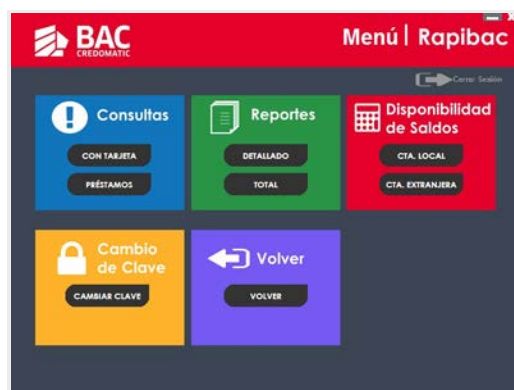 BAC
CREDOMATIC
Menú | Rapibac
Cerrar Sesión
Consultas
CON TARJETA
PRÉSTAMOS
Reportes
DETALLADO
TOTAL
Disponibilidad
de Saldos
CTA. LOCAL
CTA. EXTRANJERA
Cambio
de Clave
CAMBIAR CLAVE
Volver
VOLVER